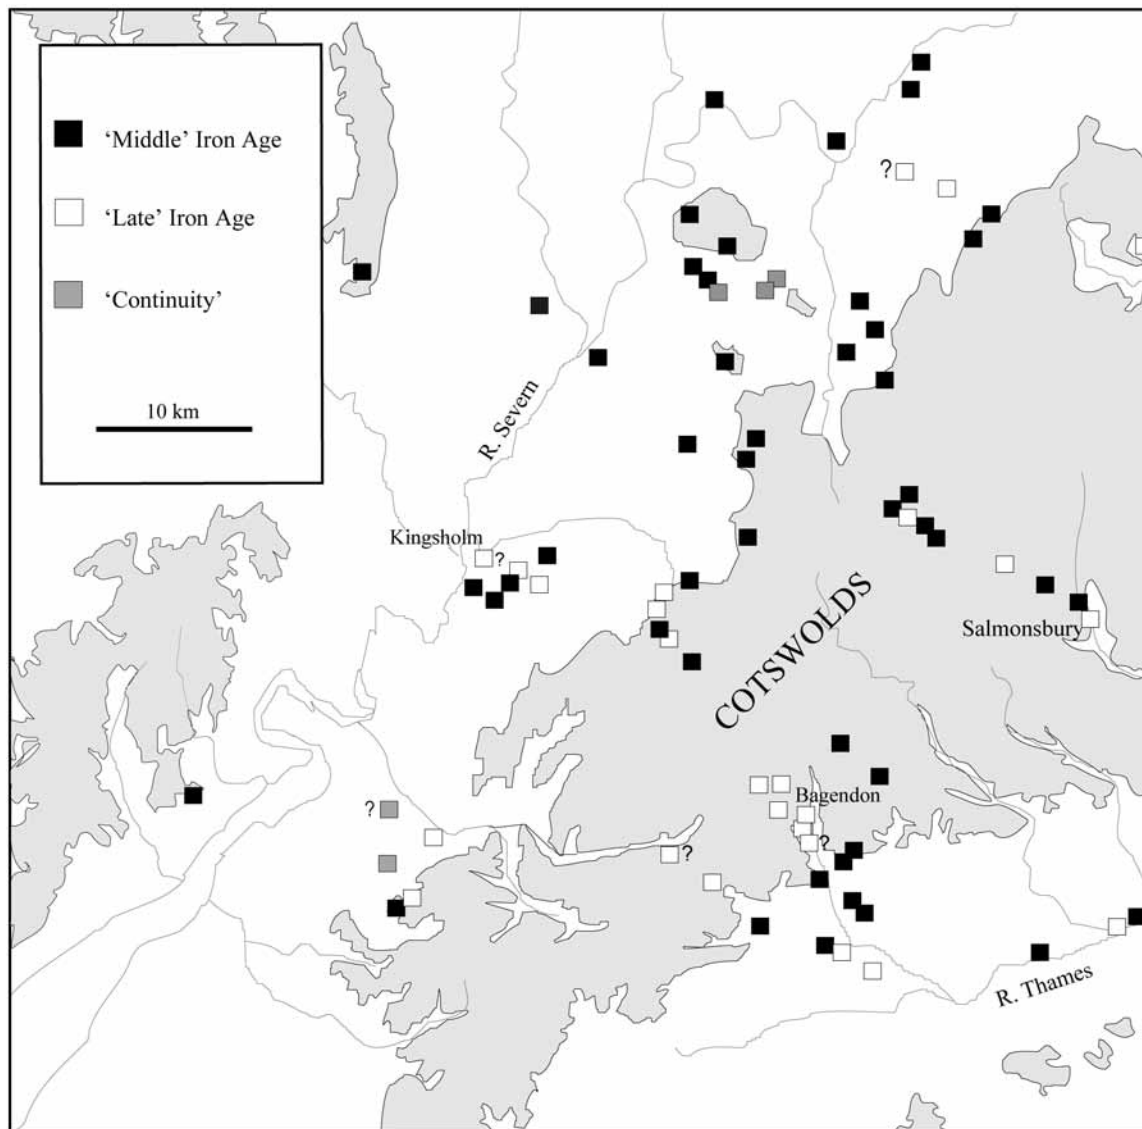 ‘Middle’ Iron Age
‘Late’ Iron Age
‘Continuity’
10 km
?
R. Severn
Kingsholm
?
COTSWOLDS
Salmonsbury
Bagendon
?
?
?
R. Thames